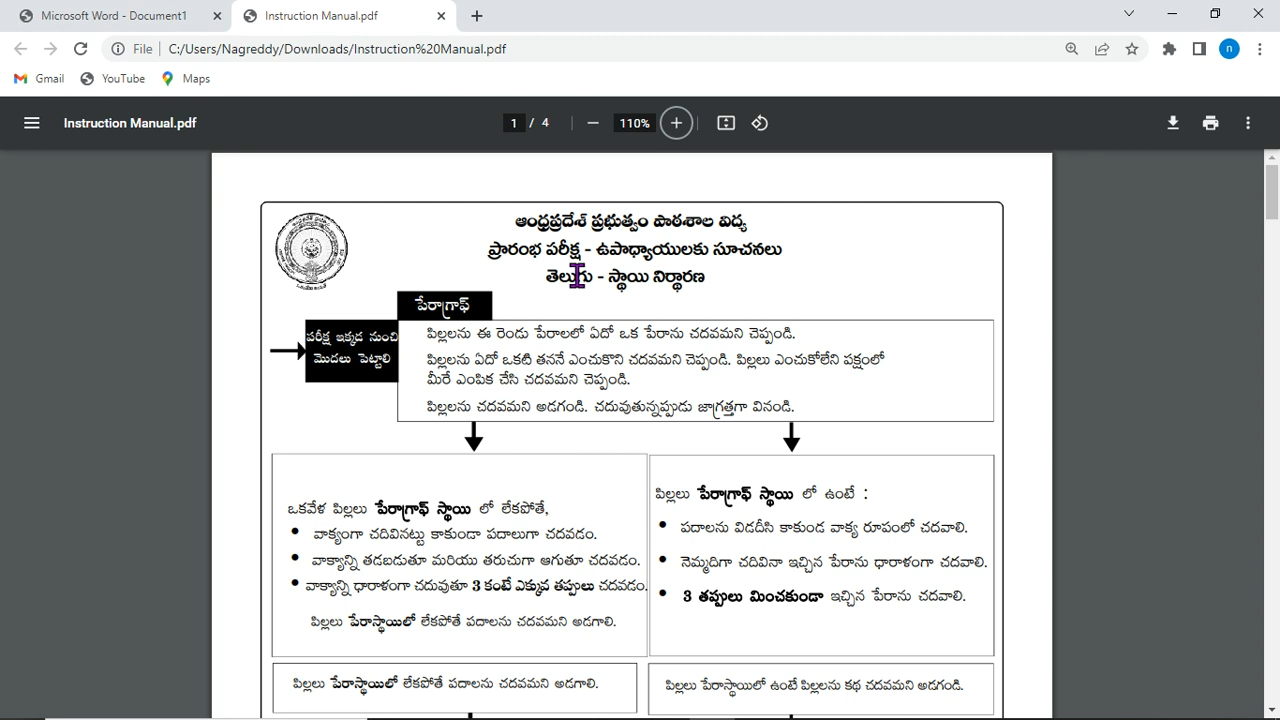 Microsoft Word - Document1
Instruction Manual.pdf
File
C:/Users/Nagreddy/Downloads/Instruction%20Manual.pdf
n
Gmail
YouTube
Maps
Instruction Manual.pdf
1 / 4
110%
ఆంధ్రప్రదేశ్ ప్రభుత్వం పాఠశాల విద్య
ప్రారంభ పరీక్ష - ఉపాధ్యాయులకు సూచనలు
తెలుగు - స్థాయి నిర్ధారణ
పేరాగ్రాఫ్
పరీక్ష ఇక్కడ నుంచి
మొదలు పెట్టాలి
పిల్లలను ఈ రెండు పేరాలలో ఏదో ఒక పేరాను చదవమని చెప్పండి.
పిల్లలను ఏదో ఒకటి తననే ఎంచుకొని చదవమని చెప్పండి. పిల్లలు ఎంచుకోలేని పక్షంలో
మీరే ఎంపిక చేసి చదవమని చెప్పండి.
పిల్లలను చదవమని అడగండి. చదువుతున్నప్పుడు జాగ్రత్తగా వినండి.
ఒకవేళ పిల్లలు పేరాగ్రాఫ్ స్థాయి లో లేకపోతే,
• వాక్యంగా చదివినట్టు కాకుండా పదాలుగా చదవడం.
• వాక్యాన్ని తడబడుతూ మరియు తరుచుగా ఆగుతూ చదవడం.
• వాక్యాన్ని ధారాళంగా చదువుతూ 3 కంటే ఎక్కువ తప్పులు చదవడం.
పిల్లలు పేరాస్థాయిలో లేకపోతే పదాలను చదవమని అడగాలి.
పిల్లలు పేరాగ్రాఫ్ స్థాయి లో ఉంటే :
• పదాలను విడదీసి కాకుండ వాక్య రూపంలో చదవాలి.
• నెమ్మదిగా చదివినా ఇచ్చిన పేరాను ధారాళంగా చదవాలి.
• 3 తప్పులు మించకుండా ఇచ్చిన పేరాను చదవాలి.
పిల్లలు పేరాస్థాయిలో లేకపోతే పదాలను చదవమని అడగాలి.
పిల్లలు పేరాస్థాయిలో ఉంటే పిల్లలను కథ చదవమని అడగండి.